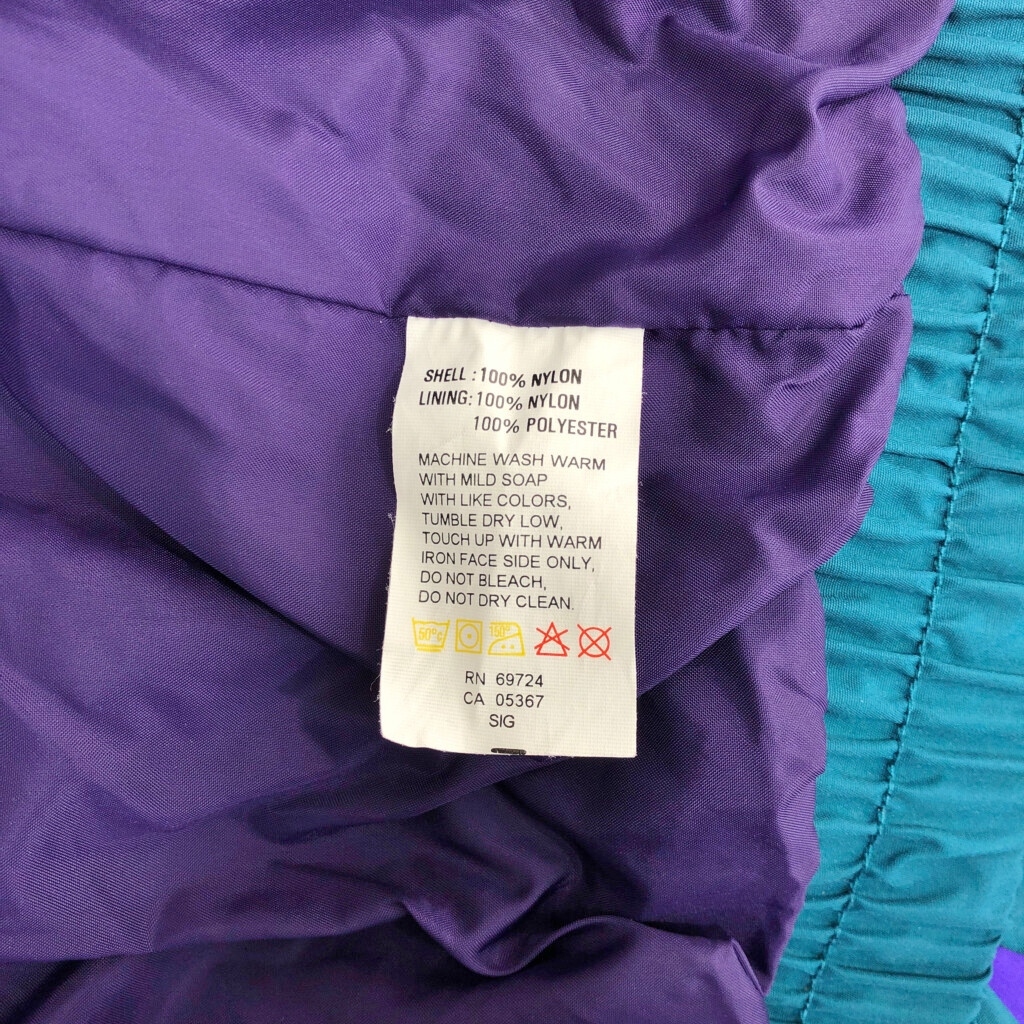 SHELL : 100% NYLON
LINING: 100% NYLON
100% POLYESTER
MACHINE WASH WARM
WITH MILD SOAP
WITH LIKE COLORS,
TUMBLE DRY LOW,
TOUCH UP WITH WARM
IRON FACE SIDE ONLY,
DO NOT BLEACH,
DO NOT DRY CLEAN.
RN 69724
CA 05367
SIG